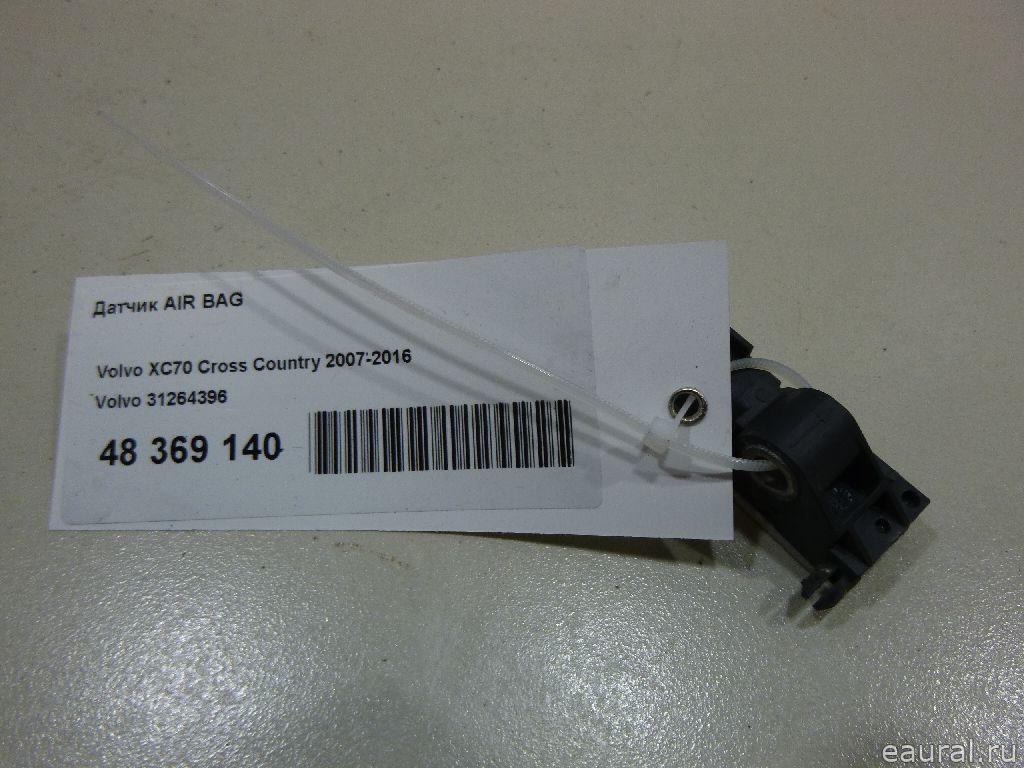 Датчик AIR BAG
Volvo XC70 Cross Country 2007-2016
Volvo 31264396
48 369 140
eaural.ru